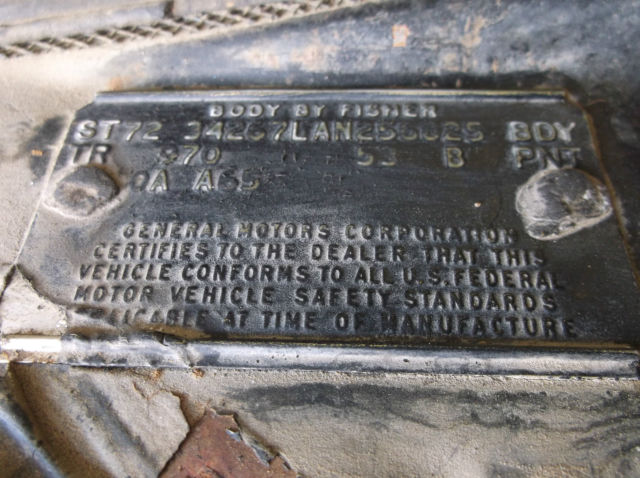 BODY BY FISHER
ST72 34267LAN255625 BDY
TR 970 53 B PNT
GENERAL MOTORS CORPORATION
CERTIFIES TO THE DEALER THAT THIS
VEHICLE CONFORMS TO ALL U.S. FEDERAL
MOTOR VEHICLE SAFETY STANDARDS
AT TIME OF MANUFACTURE